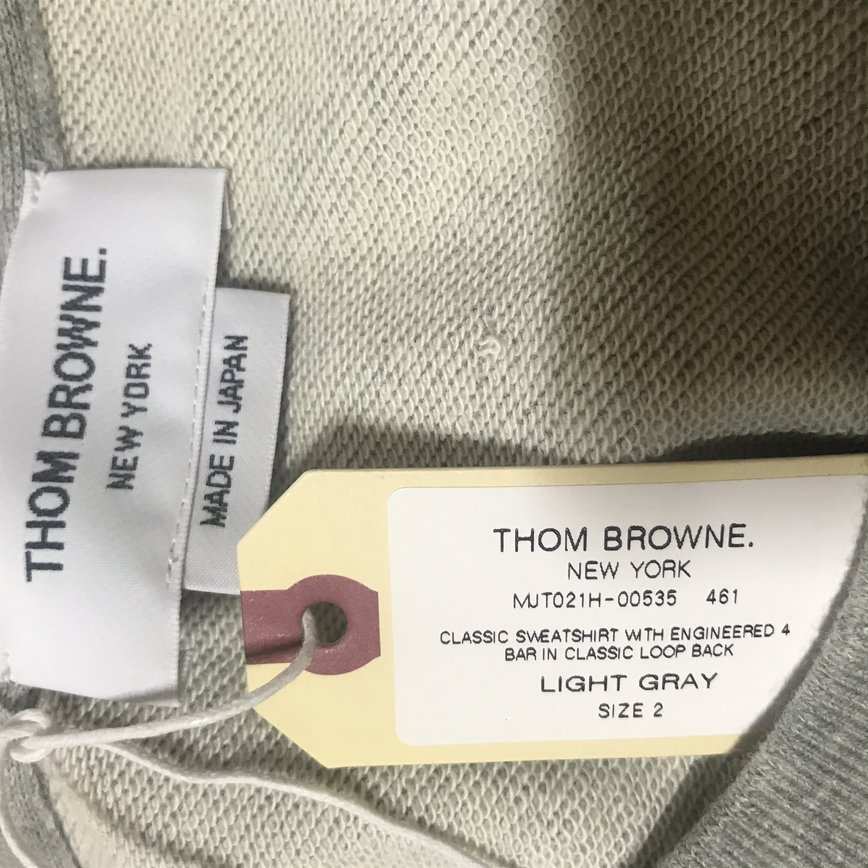 THOM BROWNE.
NEW YORK
MADE IN JAPAN
THOM BROWNE.
NEW YORK
MJT021H-00535 461
CLASSIC SWEATSHIRT WITH ENGINEERED 4
BAR IN CLASSIC LOOP BACK
LIGHT GRAY
SIZE 2